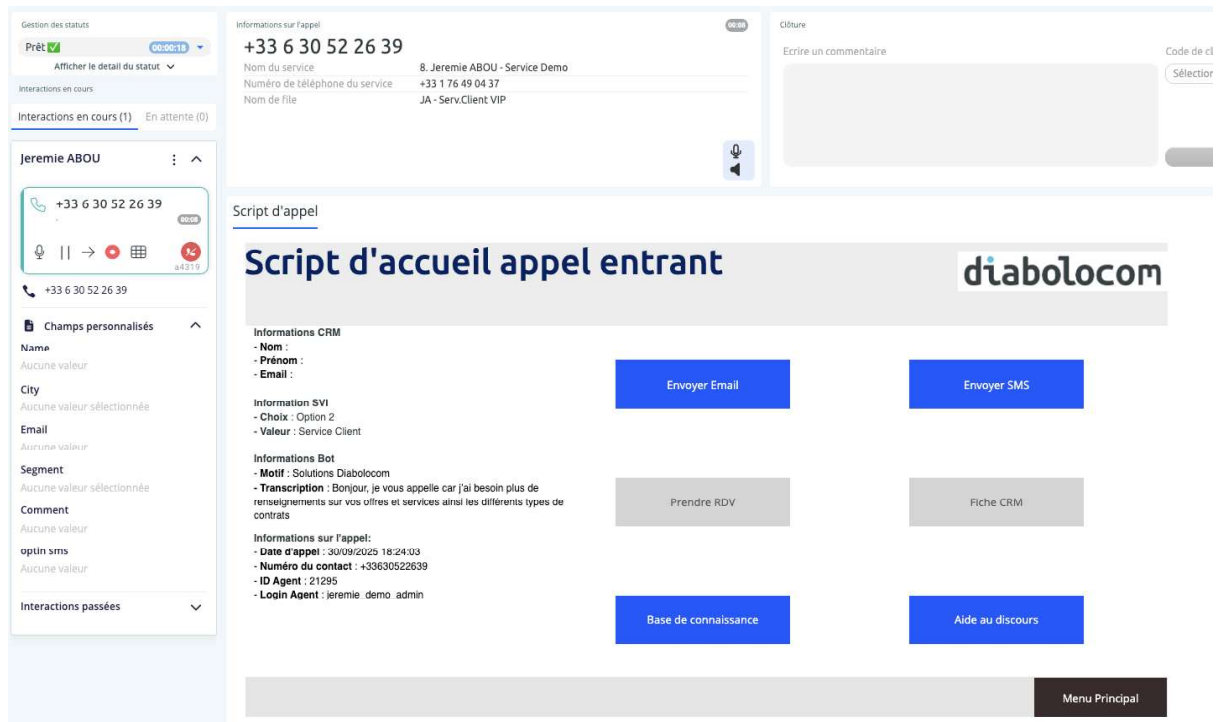 Gestion des statuts
Prêt ✅ 00:00:18
Afficher le detail du statut
Interactions en cours
Interactions en cours (1) En attente (0)
Jeremie ABOU
+33 6 30 52 26 39
-
00:08
a4319
+33 6 30 52 26 39
Champs personnalisés
Name
Aucune valeur
City
Aucune valeur sélectionnée
Email
Aucune valeur
Segment
Aucune valeur sélectionnée
Comment
Aucune valeur
optin sms
Aucune valeur
Interactions passées
Informations sur l'appel
00:08
+33 6 30 52 26 39
Nom du service 8. Jeremie ABOU - Service Demo
Numéro de téléphone du service +33 1 76 49 04 37
Nom de file JA - Serv.Client VIP
Clôture
Ecrire un commentaire
Code de cl
Sélection
Script d'appel
Script d'accueil appel entrant
diabolocom
Informations CRM
- Nom :
- Prénom :
- Email :
Information SVI
- Choix : Option 2
- Valeur : Service Client
Informations Bot
- Motif : Solutions Diabolocom
- Transcription : Bonjour, je vous appelle car j'ai besoin plus de
renseignements sur vos offres et services ainsi les différents types de
contrats
Informations sur l'appel:
- Date d'appel : 30/09/2025 18:24:03
- Numéro du contact : +33630522639
- ID Agent : 21295
- Login Agent : jeremie_demo_admin
Envoyer Email
Envoyer SMS
Prendre RDV
Fiche CRM
Base de connaissance
Aide au discours
Menu Principal